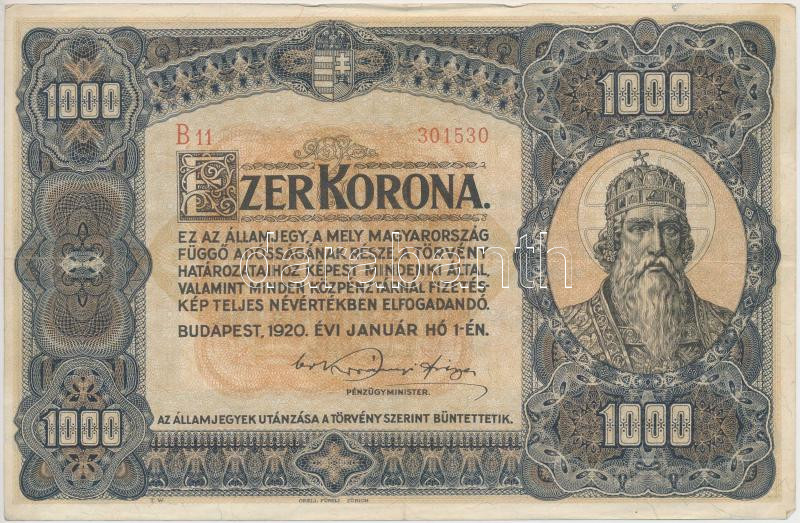 1000
1000
B 11
301530
EZER KORONA.
EZ AZ ÁLLAMJEGY, A MELY MAGYARORSZÁG
FÜGGŐ ADÓSSÁGÁNAK RÉSZE, A TÖRVÉNY
HATÁROZATAIHOZ KÉPEST MINDENKI ÁLTAL,
VALAMINT MINDEN KÖZPÉNZTÁRNÁL FIZETÉS-
KÉP TELJES NÉVÉRTÉKBEN ELFOGADANDÓ.
BUDAPEST, 1920. ÉVI JANUÁR HÓ 1-ÉN.
PÉNZÜGYMINISTER.
AZ ÁLLAMJEGYEK UTÁNZÁSA A TÖRVÉNY SZERINT BÜNTETTETIK.
1000
1000
T. W.
ORELL FÜSSLI ZÜRICH
Darabanth